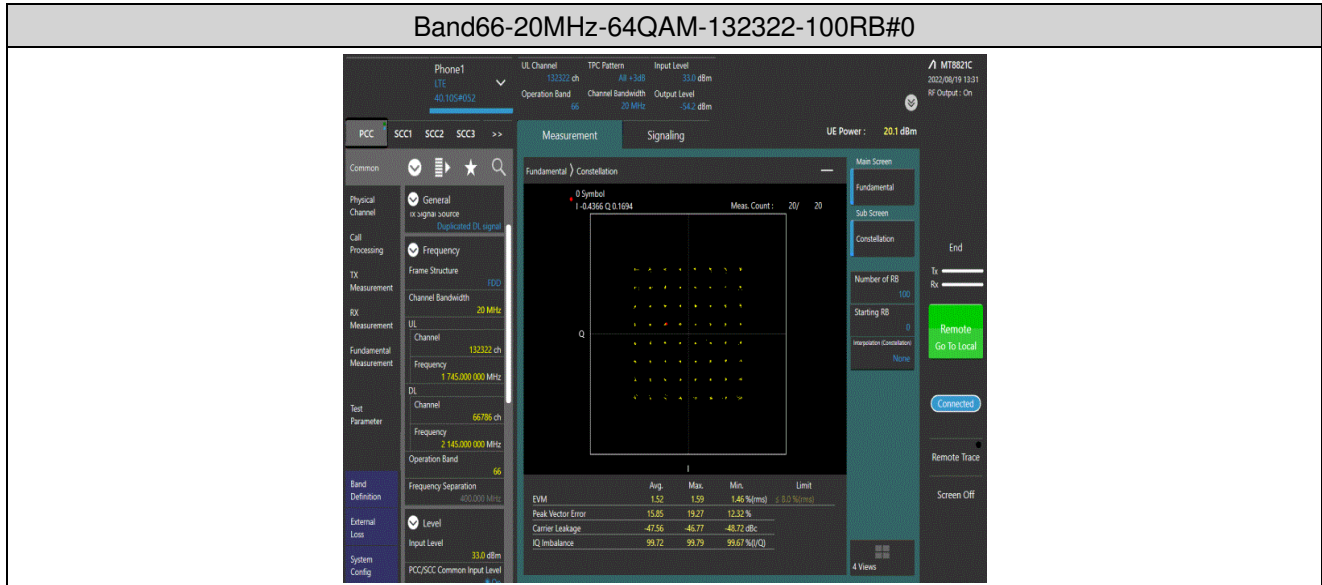 Band66-20MHz-64QAM-132322-100RB#0
Phone1
LTE
40.10S#052
UL Channel
132322 ch
TPC Pattern
All +3dB
Input Level
33.0 dBm
Operation Band
66
Channel Bandwidth
20 MHz
Output Level
-54.2 dBm
MT8821C
2022/08/19 13:31
RF Output : On
PCC SCC1 SCC2 SCC3 >>
Measurement
Signaling
UE Power : 20.1 dBm
Common
Physical Channel
Call Processing
TX Measurement
RX Measurement
Fundamental Measurement
Test Parameter
Band Definition
External Loss
System Config
General
Tx Signal Source
Duplicated DL signal
Frequency
Frame Structure
FDD
Channel Bandwidth
20 MHz
UL
Channel
132322 ch
Frequency
1 745.000 000 MHz
DL
Channel
66786 ch
Frequency
2 145.000 000 MHz
Operation Band
66
Frequency Separation
400.000 MHz
Level
Input Level
33.0 dBm
PCC/SCC Common Input Level
On
Fundamental 〉 Constellation
0 Symbol
I -0.4366 Q 0.1694
Meas. Count : 20/ 20
Q
I
Avg. Max. Min. Limit
EVM 1.52 1.59 1.46 %(rms) ≤ 8.0 %(rms)
Peak Vector Error 15.85 19.27 12.32 %
Carrier Leakage -47.56 -46.77 -48.72 dBc
IQ Imbalance 99.72 99.79 99.67 %(I/Q)
Main Screen
Fundamental
Sub Screen
Constellation
Number of RB
100
Starting RB
0
Interpolation (Constellation)
None
4 Views
End
Tx
Rx
Remote
Go To Local
Connected
Remote Trace
Screen Off